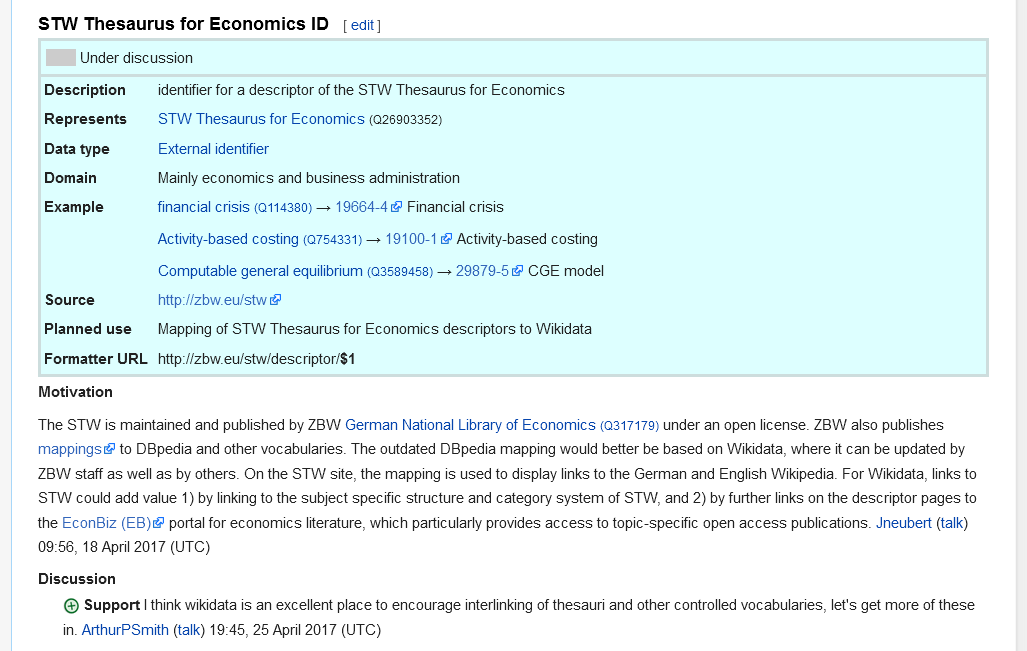 STW Thesaurus for Economics ID [ edit ]
Under discussion
Description identifier for a descriptor of the STW Thesaurus for Economics
Represents STW Thesaurus for Economics (Q26903352)
Data type External identifier
Domain Mainly economics and business administration
Example financial crisis (Q114380) → 19664-4 Financial crisis
Activity-based costing (Q754331) → 19100-1 Activity-based costing
Computable general equilibrium (Q3589458) → 29879-5 CGE model
Source http://zbw.eu/stw
Planned use Mapping of STW Thesaurus for Economics descriptors to Wikidata
Formatter URL http://zbw.eu/stw/descriptor/$1
Motivation
The STW is maintained and published by ZBW German National Library of Economics (Q317179) under an open license. ZBW also publishes
mappings to DBpedia and other vocabularies. The outdated DBpedia mapping would better be based on Wikidata, where it can be updated by
ZBW staff as well as by others. On the STW site, the mapping is used to display links to the German and English Wikipedia. For Wikidata, links to
STW could add value 1) by linking to the subject specific structure and category system of STW, and 2) by further links on the descriptor pages to
the EconBiz (EB) portal for economics literature, which particularly provides access to topic-specific open access publications. Jneubert (talk)
09:56, 18 April 2017 (UTC)
Discussion
Support I think wikidata is an excellent place to encourage interlinking of thesauri and other controlled vocabularies, let's get more of these
in. ArthurPSmith (talk) 19:45, 25 April 2017 (UTC)